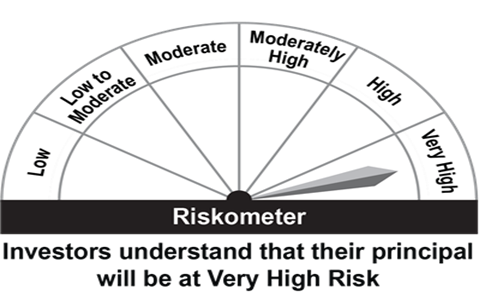 Low
Low to
Moderate
Moderate
Moderately
High
High
Very High
Riskometer
Investors understand that their principal
will be at Very High Risk